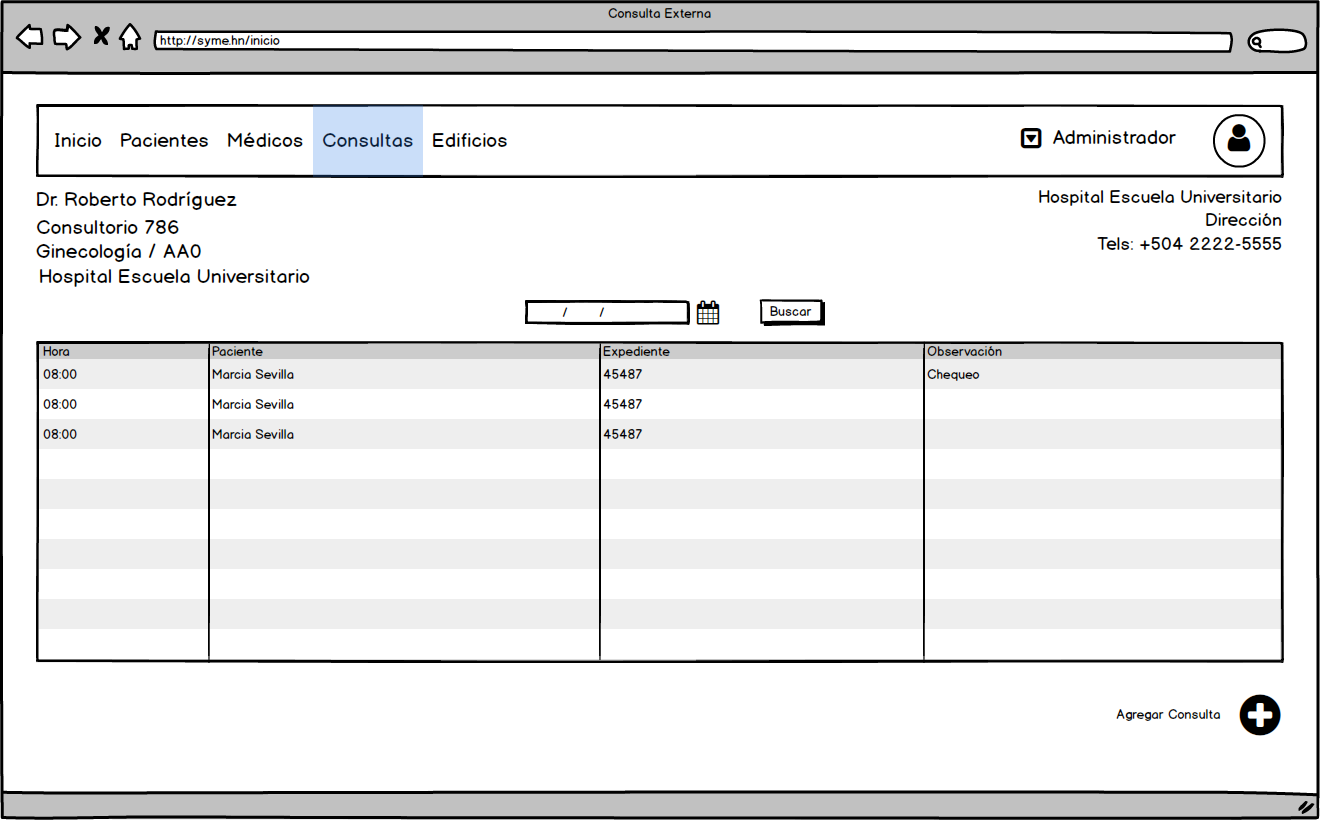 Consulta Externa
http://syme.hn/inicio
Inicio Pacientes Médicos Consultas Edificios Administrador
Dr. Roberto Rodríguez
Consultorio 786
Ginecología / AA0
Hospital Escuela Universitario
Hospital Escuela Universitario
Dirección
Tels: +504 2222-5555
/ / Buscar
Hora Paciente Expediente Observación
08:00 Marcia Sevilla 45487 Chequeo
08:00 Marcia Sevilla 45487
08:00 Marcia Sevilla 45487
Agregar Consulta